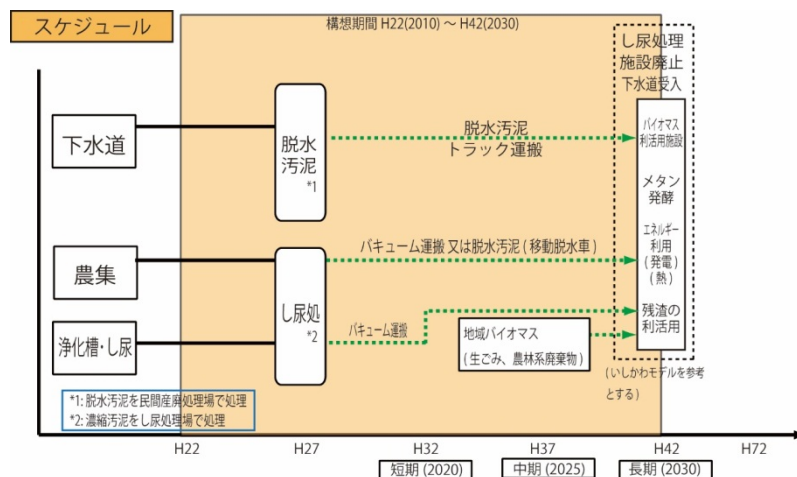 スケジュール
構想期間 H22(2010) ～ H42(2030)
し尿処理
施設廃止
下水道受入
下水道
脱水
汚泥
*1
脱水汚泥
トラック運搬
バイオマス
利活用施設
メタン
発酵
エネルギー
利用
(発電)
(熱)
残渣の
利活用
農集
バキューム運搬 又は脱水汚泥 ( 移動脱水車 )
し尿処
*2
浄化槽・し尿
バキューム運搬
地域バイオマス
( 生ごみ、農林系廃棄物 )
( いしかわモデルを参考
とする )
*1: 脱水汚泥を民間産廃処理場で処理
*2: 濃縮汚泥をし尿処理場で処理
H22
H27
H32
H37
H42
H72
短期 (2020)
中期 (2025)
長期 (2030)